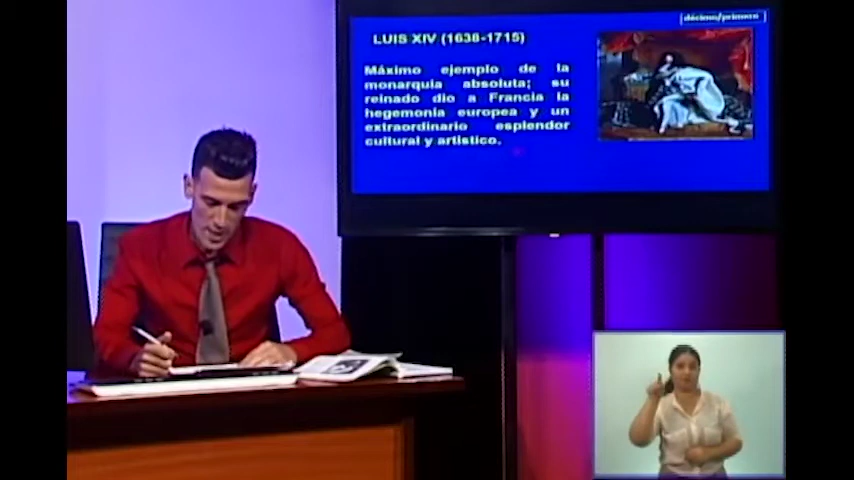 décimo/primero
LUIS XIV (1638-1715)
Máximo ejemplo de la
monarquía absoluta; su
reinado dio a Francia la
hegemonía europea y un
extraordinario esplendor
cultural y artístico.